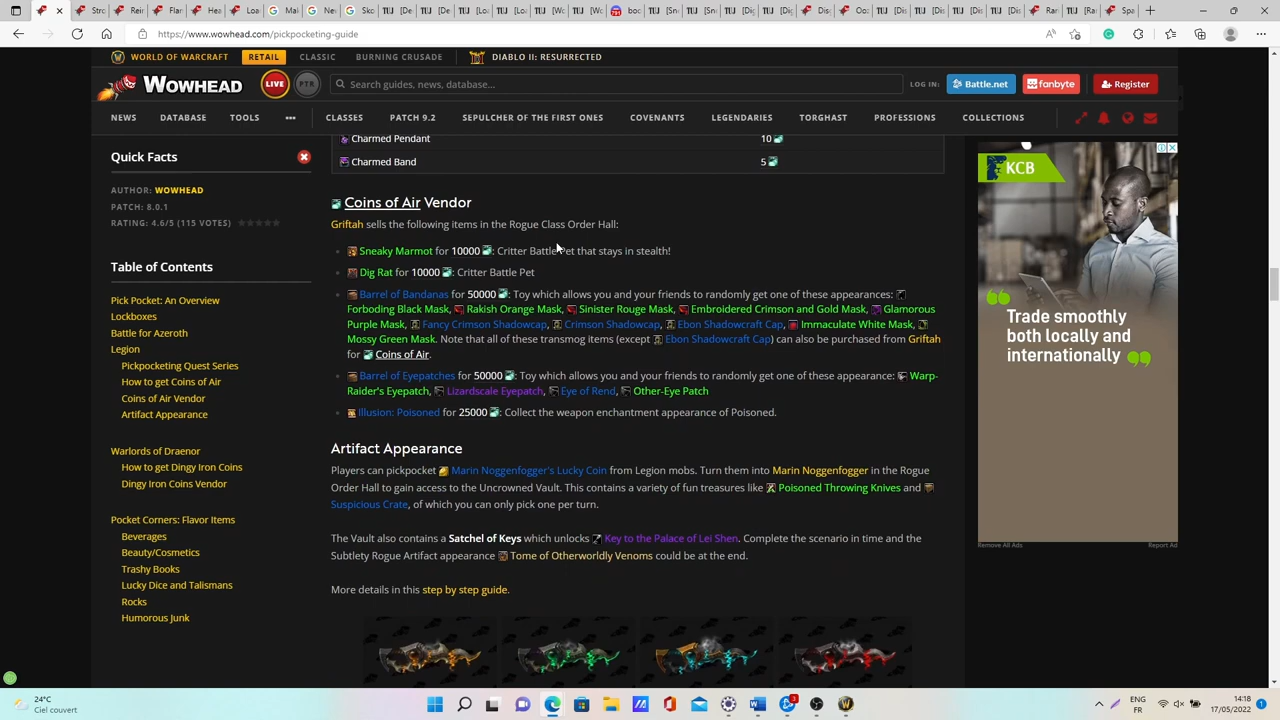 https://www.wowhead.com/pickpocketing-guide
WORLD OF WARCRAFT RETAIL CLASSIC BURNING CRUSADE DIABLO II: RESURRECTED
WOWHEAD LIVE PTR Search guides, news, database... LOG IN: Battle.net fanbyte Register
NEWS DATABASE TOOLS ••• CLASSES PATCH 9.2 SEPULCHER OF THE FIRST ONES COVENANTS LEGENDARIES TORGHAST PROFESSIONS COLLECTIONS
Quick Facts
AUTHOR: WOWHEAD
PATCH: 8.0.1
RATING: 4.6/5 (115 VOTES)
Table of Contents
Pick Pocket: An Overview
Lockboxes
Battle for Azeroth
Legion
Pickpocketing Quest Series
How to get Coins of Air
Coins of Air Vendor
Artifact Appearance
Warlords of Draenor
How to get Dingy Iron Coins
Dingy Iron Coins Vendor
Pocket Corners: Flavor Items
Beverages
Beauty/Cosmetics
Trashy Books
Lucky Dice and Talismans
Rocks
Humorous Junk
Charmed Pendant 10
Charmed Band 5
Coins of Air Vendor
Griftah sells the following items in the Rogue Class Order Hall:
Sneaky Marmot for 10000 : Critter Battle Pet that stays in stealth!
Dig Rat for 10000 : Critter Battle Pet
Barrel of Bandanas for 50000 : Toy which allows you and your friends to randomly get one of these appearances:
Forboding Black Mask, Rakish Orange Mask, Sinister Rouge Mask, Embroidered Crimson and Gold Mask, Glamorous
Purple Mask, Fancy Crimson Shadowcap, Crimson Shadowcap, Ebon Shadowcraft Cap, Immaculate White Mask,
Mossy Green Mask. Note that all of these transmog items (except Ebon Shadowcraft Cap) can also be purchased from Griftah
for Coins of Air.
Barrel of Eyepatches for 50000 : Toy which allows you and your friends to randomly get one of these appearance: Warp-
Raider's Eyepatch, Lizardscale Eyepatch, Eye of Rend, Other-Eye Patch
Illusion: Poisoned for 25000 : Collect the weapon enchantment appearance of Poisoned.
Artifact Appearance
Players can pickpocket Marin Noggenfogger's Lucky Coin from Legion mobs. Turn them into Marin Noggenfogger in the Rogue
Order Hall to gain access to the Uncrowned Vault. This contains a variety of fun treasures like Poisoned Throwing Knives and
Suspicious Crate, of which you can only pick one per turn.
The Vault also contains a Satchel of Keys which unlocks Key to the Palace of Lei Shen. Complete the scenario in time and the
Subtlety Rogue Artifact appearance Tome of Otherworldly Venoms could be at the end.
More details in this step by step guide.
KCB
Trade smoothly
both locally and
internationally
Remove All Ads Report Ad
24°C
Ciel couvert
ENG
FR
14:18
17/05/2022